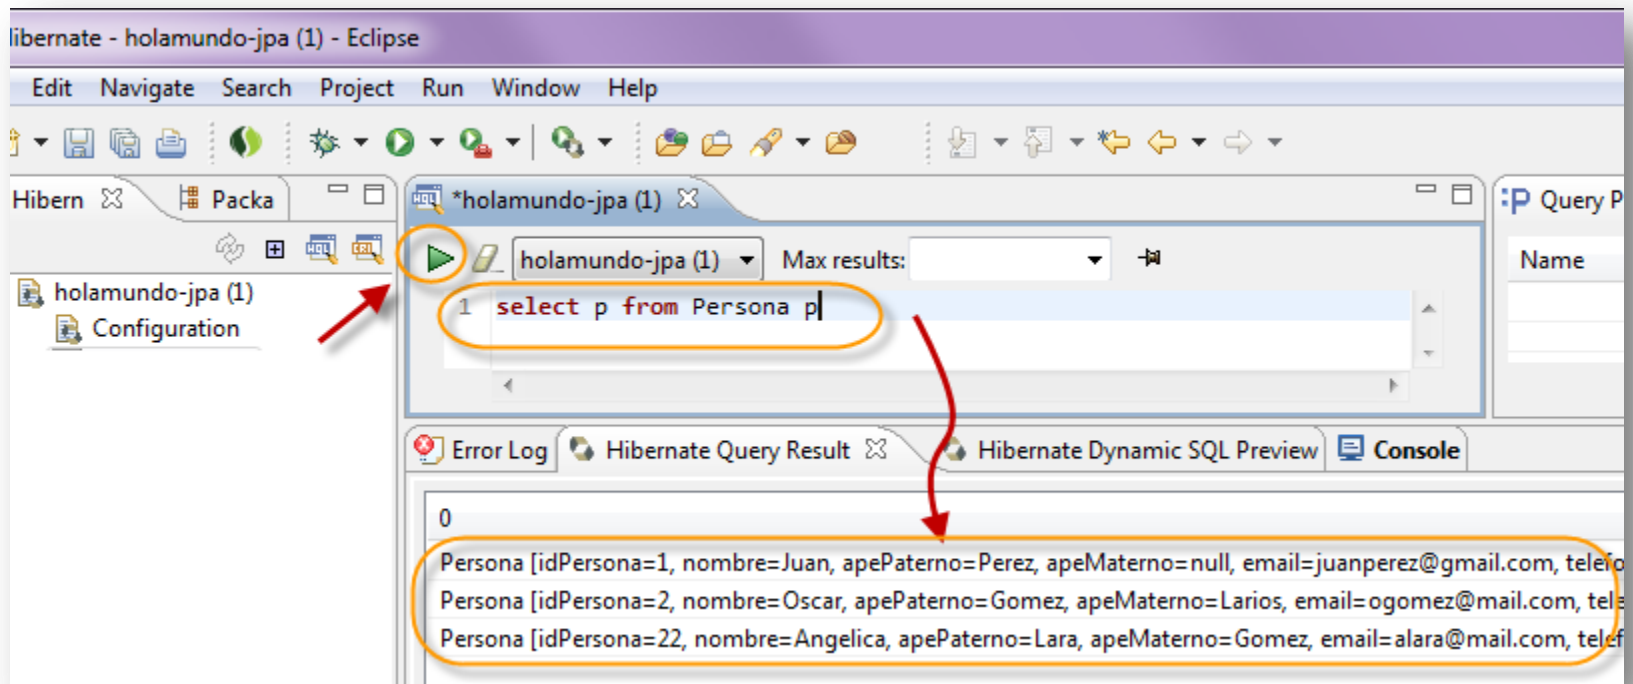 ibernate - holamundo-jpa (1) - Eclipse
Edit Navigate Search Project Run Window Help
Hibern Packa
*holamundo-jpa (1)
Query P
holamundo-jpa (1) Max results:
Name
holamundo-jpa (1)
Configuration
1 select p from Persona p
Error Log Hibernate Query Result Hibernate Dynamic SQL Preview Console
0
Persona [idPersona=1, nombre=Juan, apePaterno=Perez, apeMaterno=null, email=juanperez@gmail.com, telefo
Persona [idPersona=2, nombre=Oscar, apePaterno=Gomez, apeMaterno=Larios, email=ogomez@mail.com, tele
Persona [idPersona=22, nombre=Angelica, apePaterno=Lara, apeMaterno=Gomez, email=alara@mail.com, telef